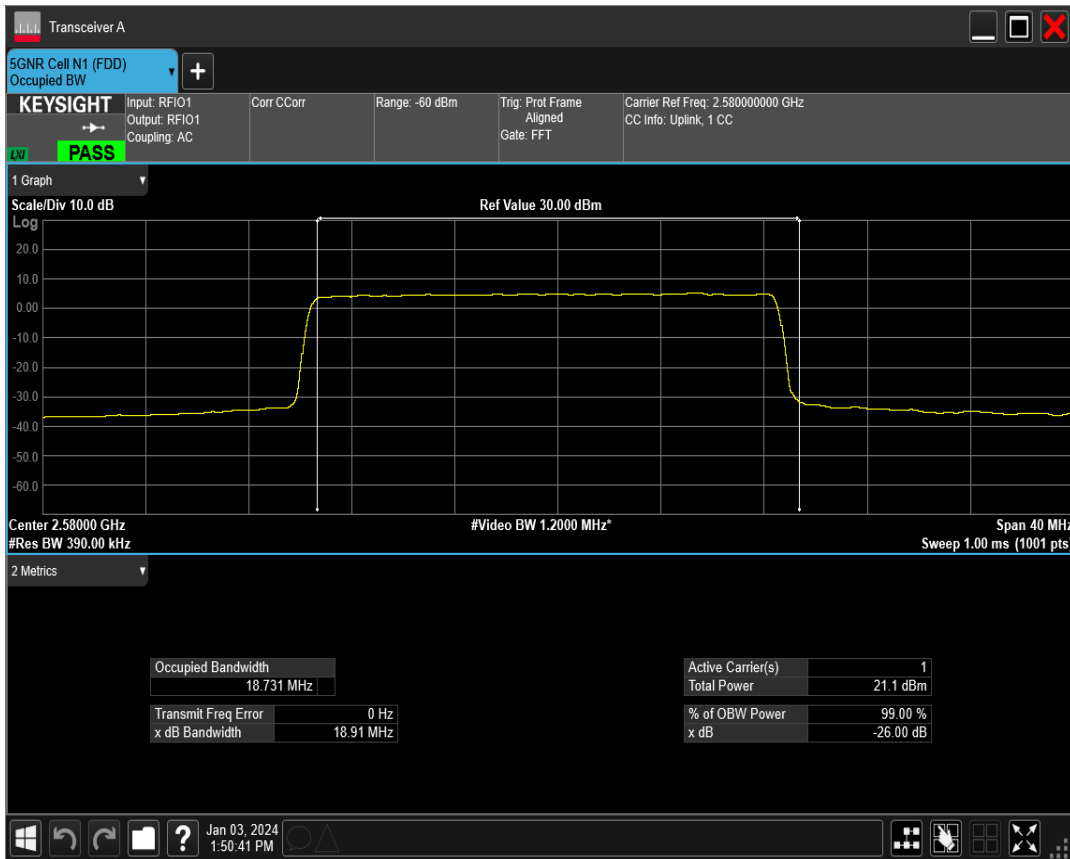 Transceiver A
5GNR Cell N1 (FDD)
Occupied BW
KEYSIGHT
LXI
PASS
Input: RFIO1
Output: RFIO1
Coupling: AC
Corr CCorr
Range: -60 dBm
Trig: Prot Frame
Aligned
Gate: FFT
Carrier Ref Freq: 2.580000000 GHz
CC Info: Uplink, 1 CC
1 Graph
Scale/Div 10.0 dB
Ref Value 30.00 dBm
Log
20.0
10.0
0.00
-10.0
-20.0
-30.0
-40.0
-50.0
-60.0
Center 2.58000 GHz
#Video BW 1.2000 MHz*
Span 40 MHz
#Res BW 390.00 kHz
Sweep 1.00 ms (1001 pts)
2 Metrics
Occupied Bandwidth
18.731 MHz
Transmit Freq Error 0 Hz
x dB Bandwidth 18.91 MHz
Active Carrier(s) 1
Total Power 21.1 dBm
% of OBW Power 99.00 %
x dB -26.00 dB
?
Jan 03, 2024
1:50:41 PM